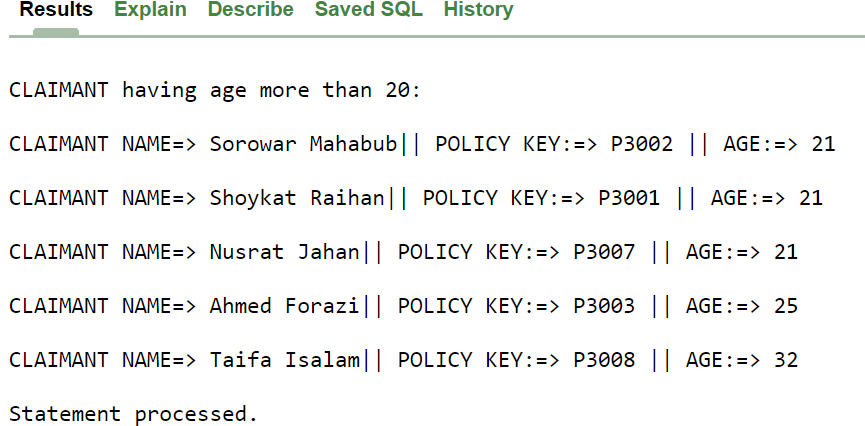 Results Explain Describe Saved SQL History
CLAIMANT having age more than 20:
CLAIMANT NAME=> Sorowar Mahabub|| POLICY KEY:=> P3002 || AGE:=> 21
CLAIMANT NAME=> Shoykat Raihan|| POLICY KEY:=> P3001 || AGE:=> 21
CLAIMANT NAME=> Nusrat Jahan|| POLICY KEY:=> P3007 || AGE:=> 21
CLAIMANT NAME=> Ahmed Forazi|| POLICY KEY:=> P3003 || AGE:=> 25
CLAIMANT NAME=> Taifa Isalam|| POLICY KEY:=> P3008 || AGE:=> 32
Statement processed.